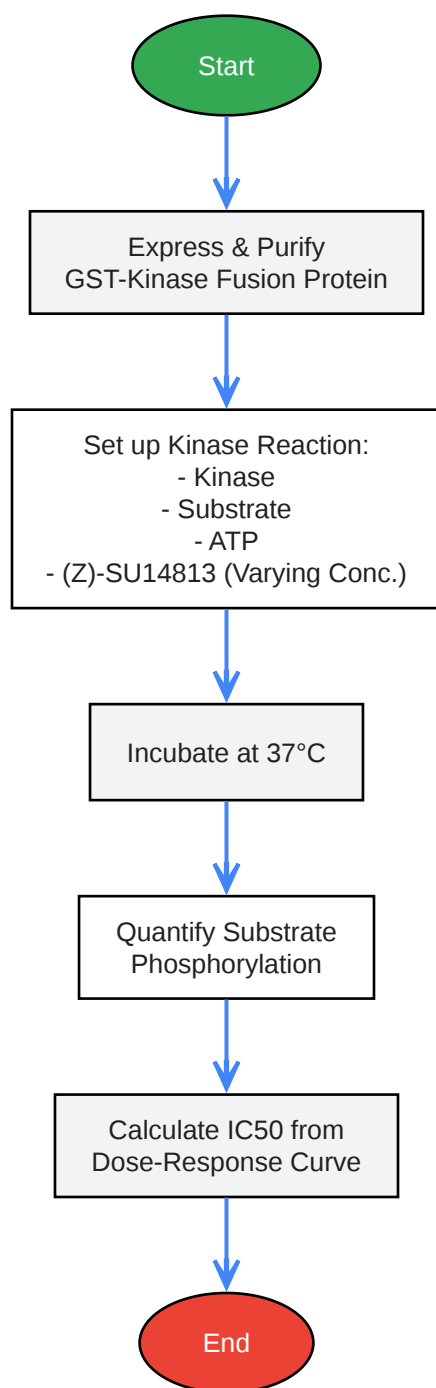 Start
Express & Purify
GST-Kinase Fusion Protein
Set up Kinase Reaction:
- Kinase
- Substrate
- ATP
- (Z)-SU14813 (Varying Conc.)
Incubate at 37°C
Quantify Substrate
Phosphorylation
Calculate IC50 from
Dose-Response Curve
End